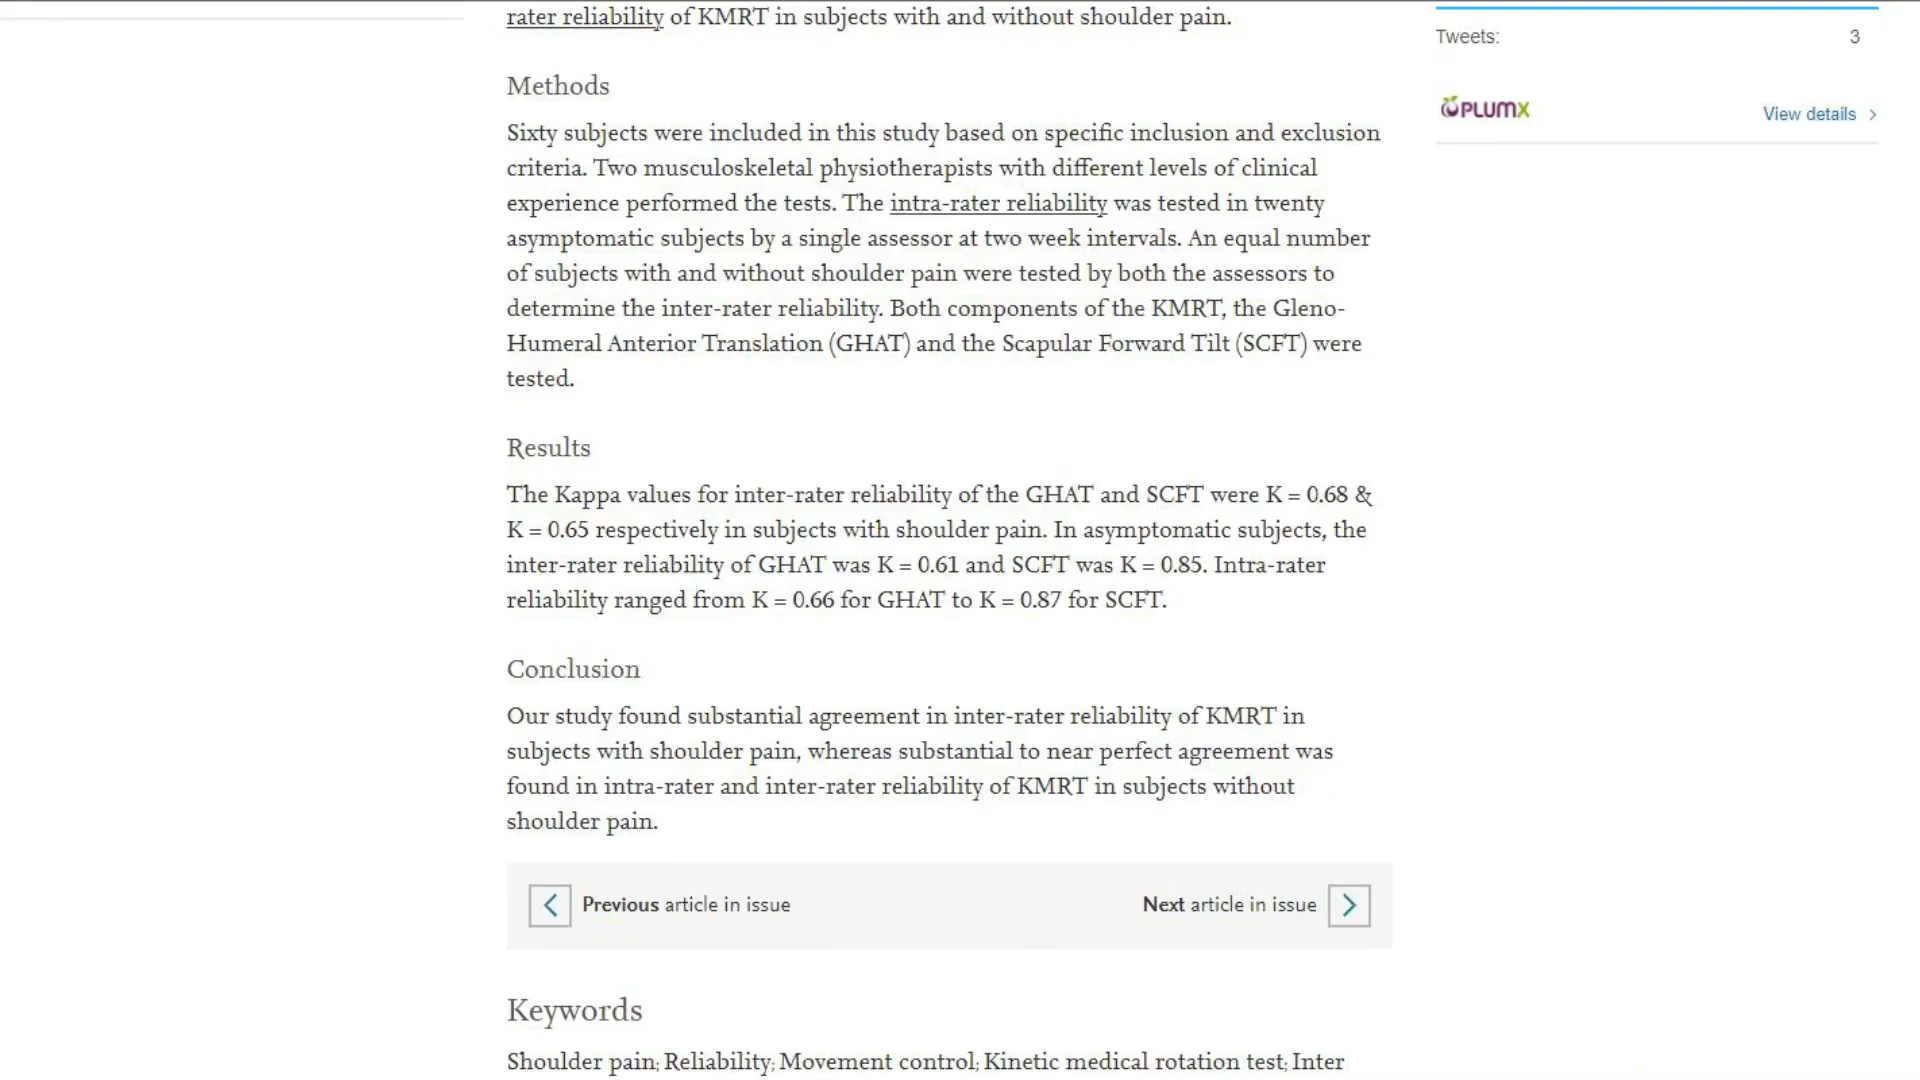 rater reliability of KMRT in subjects with and without shoulder pain.
Tweets: 3
PLUMX
View details
Methods
Sixty subjects were included in this study based on specific inclusion and exclusion
criteria. Two musculoskeletal physiotherapists with different levels of clinical
experience performed the tests. The intra-rater reliability was tested in twenty
asymptomatic subjects by a single assessor at two week intervals. An equal number
of subjects with and without shoulder pain were tested by both the assessors to
determine the inter-rater reliability. Both components of the KMRT, the Gleno-
Humeral Anterior Translation (GHAT) and the Scapular Forward Tilt (SCFT) were
tested.
Results
The Kappa values for inter-rater reliability of the GHAT and SCFT were K = 0.68 &
K = 0.65 respectively in subjects with shoulder pain. In asymptomatic subjects, the
inter-rater reliability of GHAT was K = 0.61 and SCFT was K = 0.85. Intra-rater
reliability ranged from K = 0.66 for GHAT to K = 0.87 for SCFT.
Conclusion
Our study found substantial agreement in inter-rater reliability of KMRT in
subjects with shoulder pain, whereas substantial to near perfect agreement was
found in intra-rater and inter-rater reliability of KMRT in subjects without
shoulder pain.
Previous article in issue
Next article in issue
Keywords
Shoulder pain; Reliability; Movement control; Kinetic medical rotation test; Inter